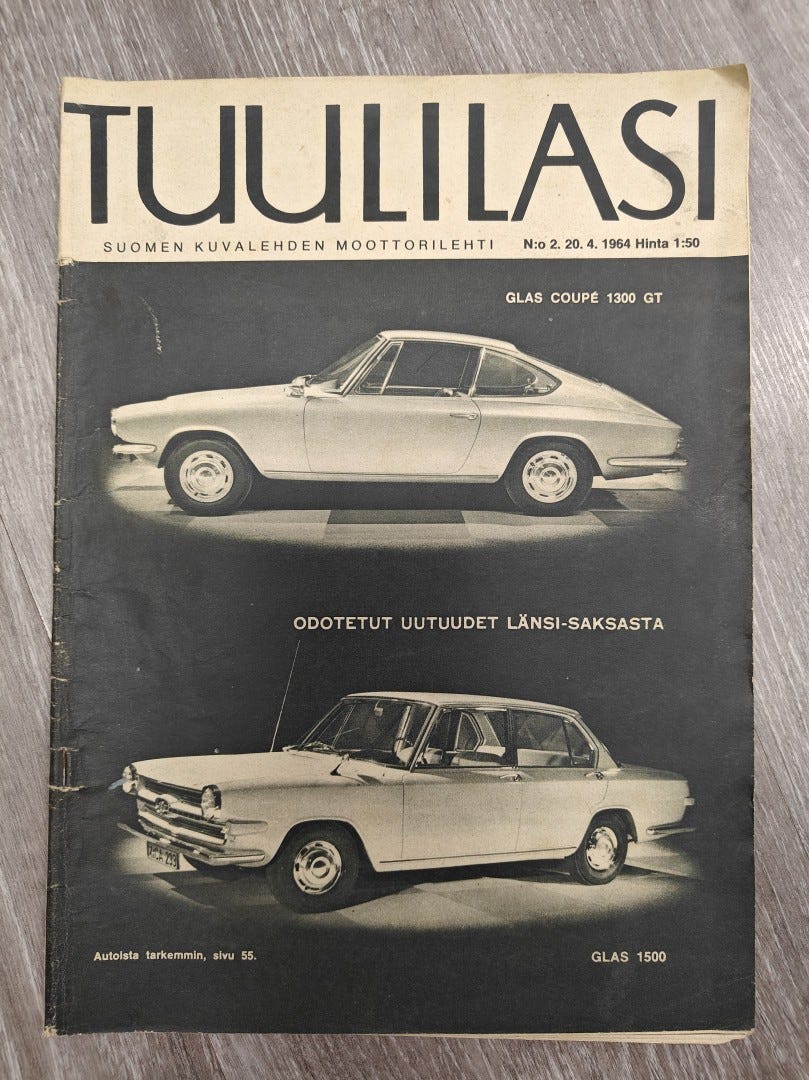 TUULILASI
SUOMEN KUVALEHDEN MOOTTORILEHTI N:o 2. 20. 4. 1964 Hinta 1:50
GLAS COUPÉ 1300 GT
ODOTETUT UUTUUDET LÄNSI-SAKSASTA
Autoista tarkemmin, sivu 55.
GLAS 1500